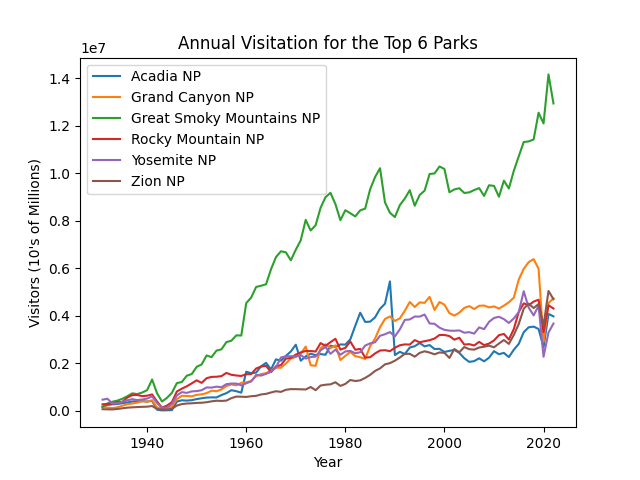 Annual Visitation for the Top 6 Parks
1e7
Acadia NP
Grand Canyon NP
Great Smoky Mountains NP
Rocky Mountain NP
Yosemite NP
Zion NP
Visitors (10's of Millions)
1.4
1.2
1.0
0.8
0.6
0.4
0.2
0.0
1940 1960 1980 2000 2020
Year